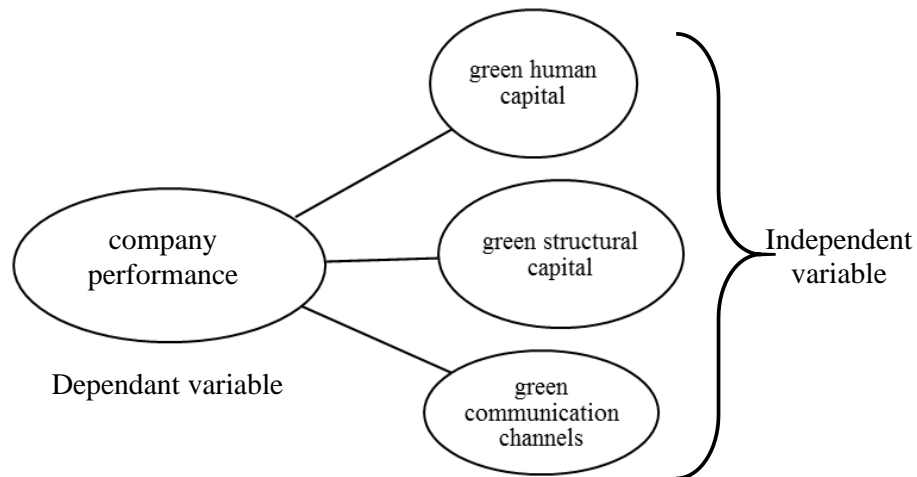 green human
capital
company
performance
green structural
capital
Independent
variable
Dependant variable
green
communication
channels